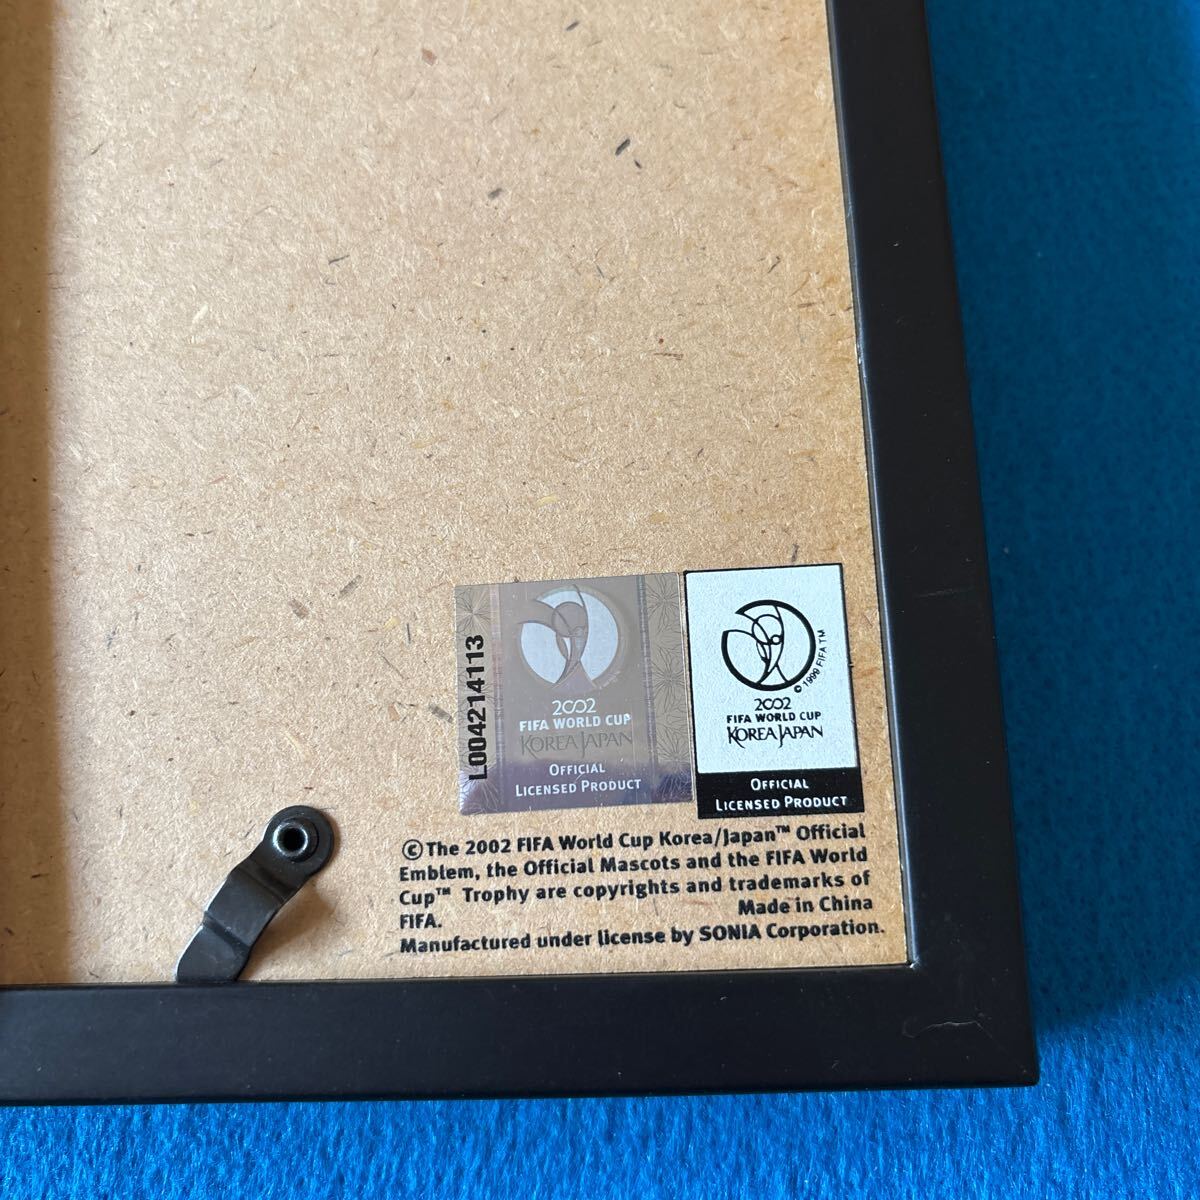 L004214113
2002
FIFA WORLD CUP
KOREA JAPAN
OFFICIAL
LICENSED PRODUCT
© 1999 FIFA TM
2002
FIFA WORLD CUP
KOREA JAPAN
OFFICIAL
LICENSED PRODUCT
©The 2002 FIFA World Cup Korea/Japan™ Official
Emblem, the Official Mascots and the FIFA World
Cup™ Trophy are copyrights and trademarks of
FIFA. Made in China
Manufactured under license by SONIA Corporation.